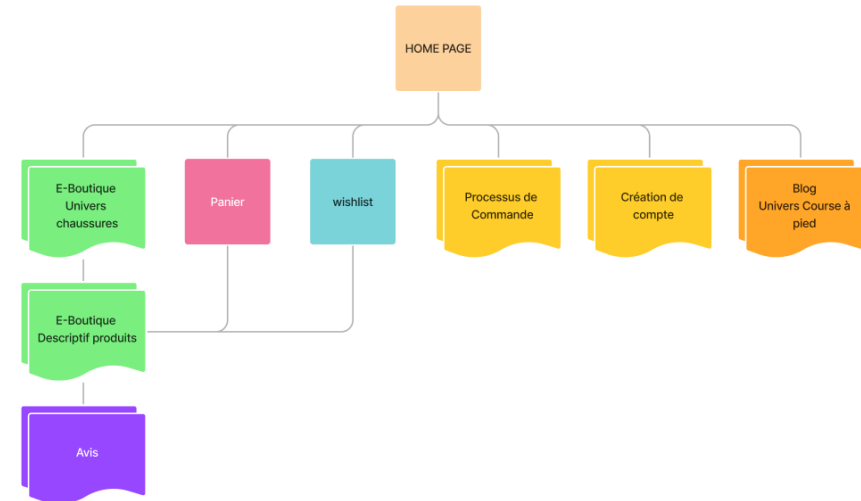 HOME PAGE
E-Boutique
Univers
chaussures
Panier
wishlist
Processus de
Commande
Création de
compte
Blog
Univers Course à
pied
E-Boutique
Descriptif produits
Avis